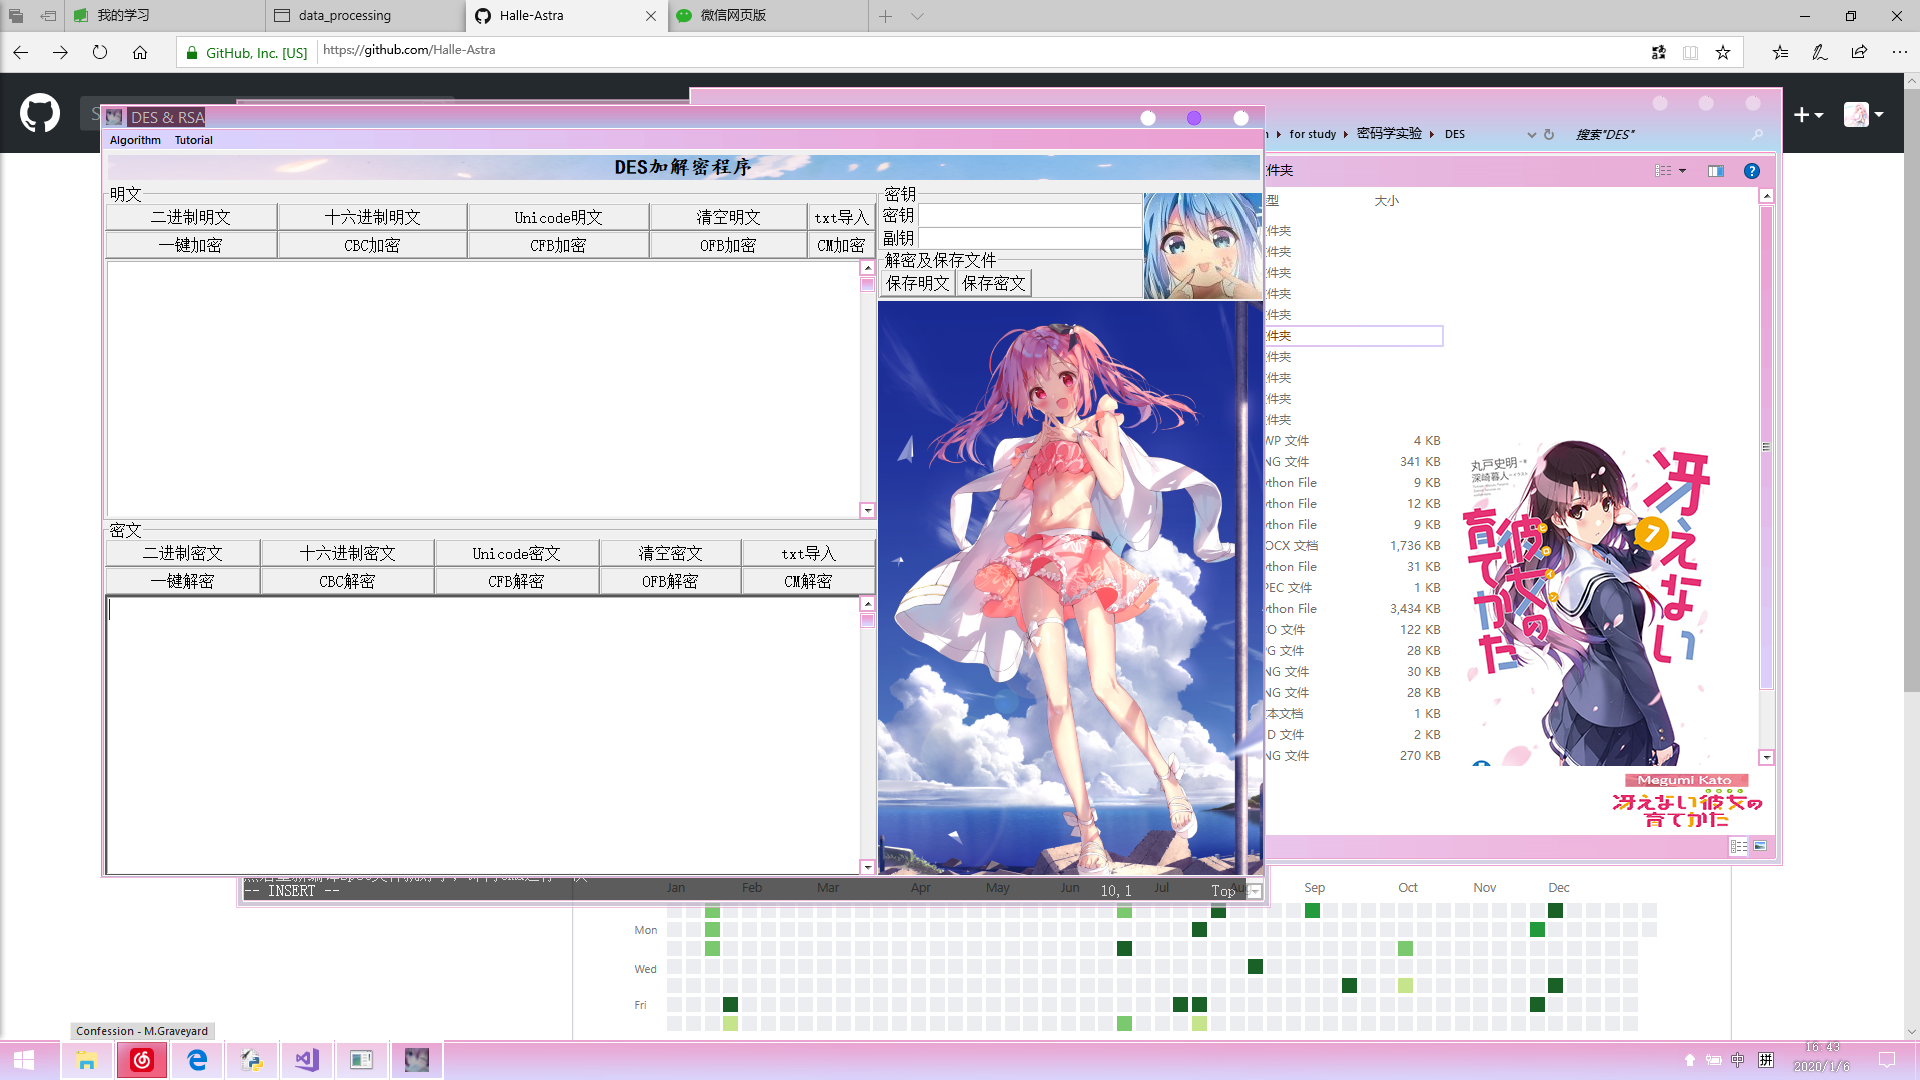 我的学习
data_processing
Halle-Astra
微信网页版
GitHub, Inc. [US]
https://github.com/Halle-Astra
DES & RSA
Algorithm
Tutorial
DES加解密程序
for study
密码学实验
DES
搜索"DES"
明文
二进制明文
十六进制明文
Unicode明文
清空明文
txt导入
一键加密
CBC加密
CFB加密
OFB加密
CM加密
密钥
密钥
副钥
解密及保存文件
保存明文
保存密文
密文
二进制密文
十六进制密文
Unicode密文
清空密文
txt导入
一键解密
CBC解密
CFB解密
OFB解密
CM解密
件夹
型
大小
件夹
件夹
件夹
件夹
件夹
件夹
件夹
件夹
件夹
件夹
WP 文件 4 KB
NG 文件 341 KB
ython File 9 KB
ython File 12 KB
ython File 9 KB
OCX 文档 1,736 KB
ython File 31 KB
PEC 文件 1 KB
ython File 3,434 KB
CO 文件 122 KB
PG 文件 28 KB
NG 文件 30 KB
NG 文件 28 KB
本文档 1 KB
D 文件 2 KB
NG 文件 270 KB
丸戸史明
深崎暮人
冴えない
彼女の
育てかた
7
Megumi Kato
冴えない彼女の
育てかた
-- INSERT --
10,1
Top
Jan
Feb
Mar
Apr
May
Jun
Jul
Aug
Sep
Oct
Nov
Dec
Mon
Wed
Fri
Confession - M.Graveyard
中
拼
16:43
2020/1/6